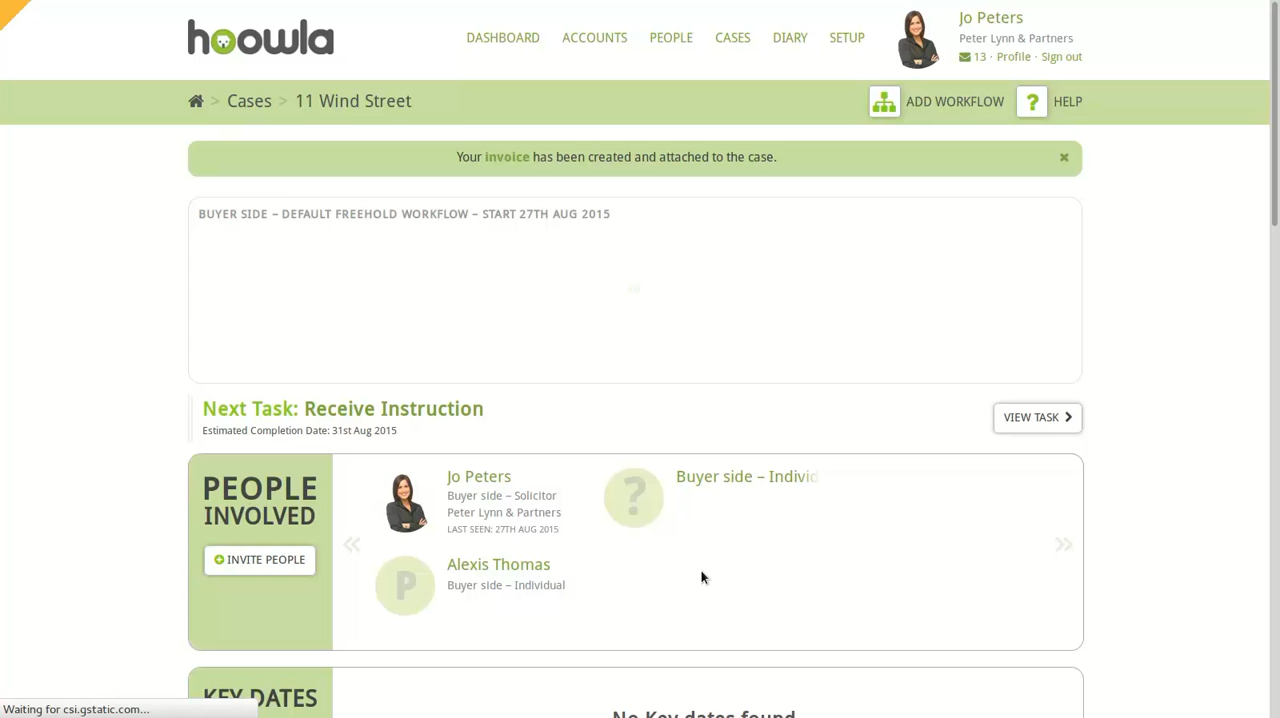 hoowla
DASHBOARD ACCOUNTS PEOPLE CASES DIARY SETUP
Jo Peters
Peter Lynn & Partners
13 · Profile · Sign out
> Cases > 11 Wind Street
ADD WORKFLOW ? HELP
Your invoice has been created and attached to the case.
BUYER SIDE – DEFAULT FREEHOLD WORKFLOW – START 27TH AUG 2015
Next Task: Receive Instruction
Estimated Completion Date: 31st Aug 2015
VIEW TASK
PEOPLE
INVOLVED
INVITE PEOPLE
Jo Peters
Buyer side – Solicitor
Peter Lynn & Partners
LAST SEEN: 27TH AUG 2015
?
Buyer side – Individ
P
Alexis Thomas
Buyer side – Individual
KEY DATES
No Key dates found
Waiting for csi.gstatic.com...